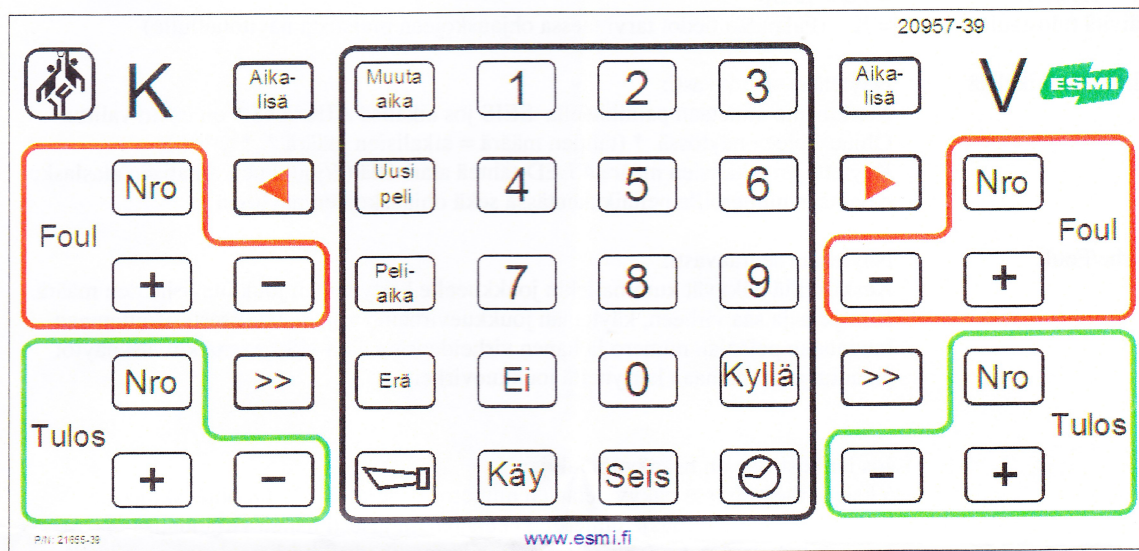 20957-39
K Aika-lisä Muuta aika 1 2 3 Aika-lisä V ESMI
Nro Uusi peli 4 5 6 Nro
Foul Foul
+ − Peli-aika 7 8 9 − +
Nro >> Erä Ei 0 Kyllä >> Nro
Tulos Tulos
+ − Käy Seis − +
P/N: 21655-39 www.esmi.fi